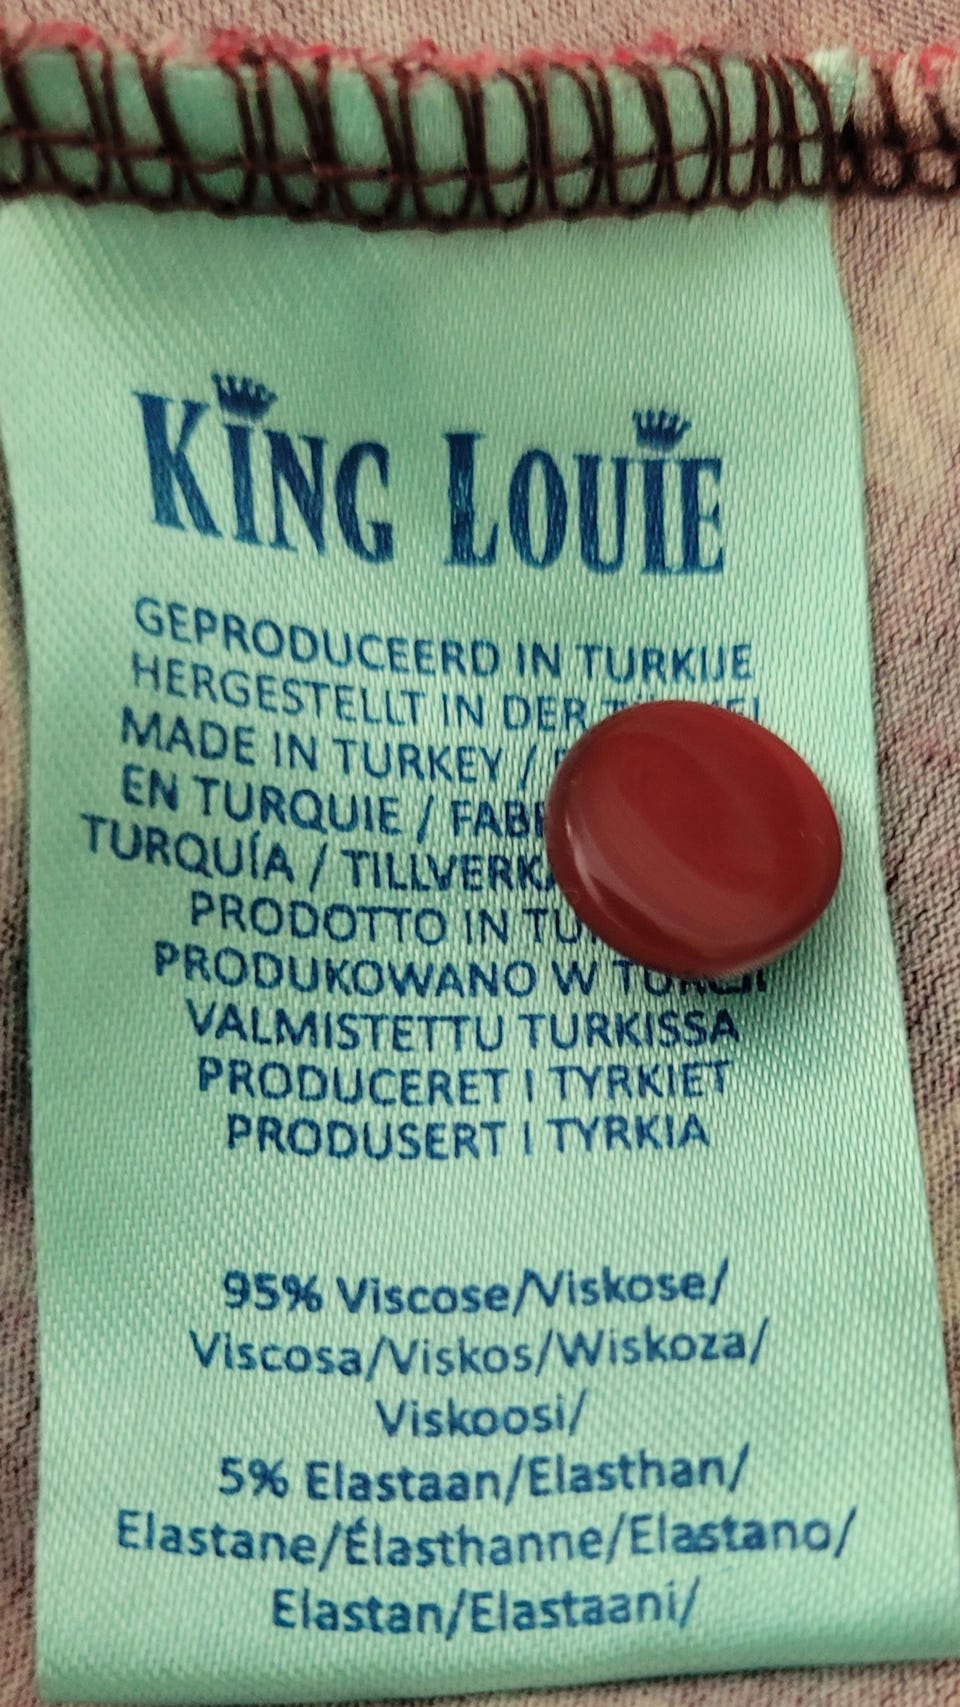 KING LOUIE
GEPRODUCEERD IN TURKIJE
HERGESTELLT IN DER
MADE IN TURKEY /
EN TURQUIE /
TURQUÍA /
PRODOTTO IN
PRODUKOWANO W
VALMISTETTU TURKISSA
PRODUCERET I TYRKIET
PRODUSERT I TYRKIA
95% Viscose/Viskose/
Viscosa/Viskos/Wiskoza/
Viskoosi/
5% Elastaan/Elasthan/
Elastane/Élasthanne/Elastano/
Elastan/Elastaani/